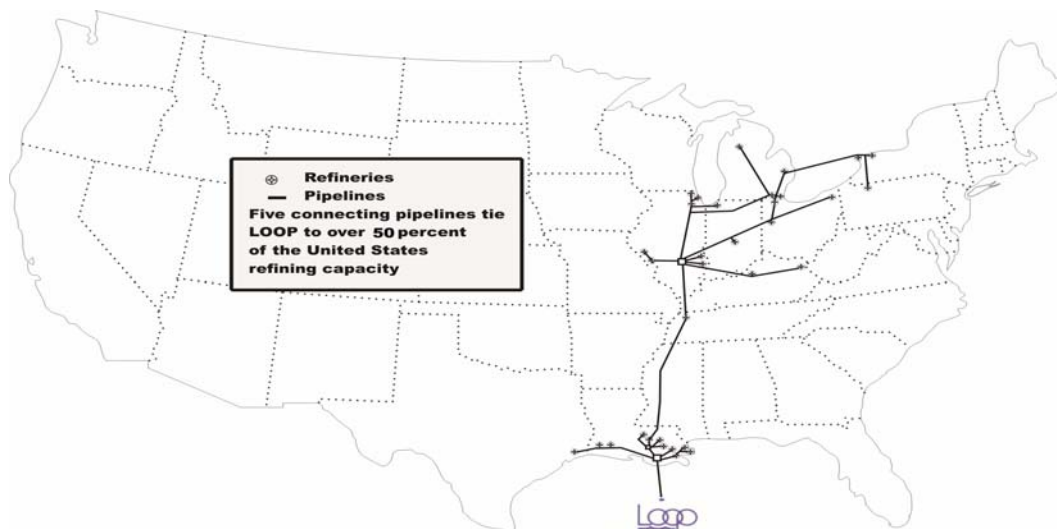 Refineries
Pipelines
Five connecting pipelines tie
LOOP to over 50 percent
of the United States
refining capacity
LOOP